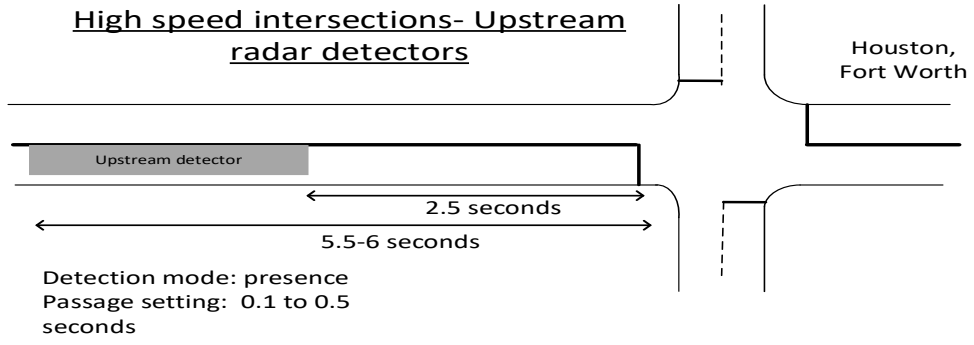 High speed intersections- Upstream
radar detectors
Houston,
Fort Worth
Upstream detector
2.5 seconds
5.5-6 seconds
Detection mode: presence
Passage setting:  0.1 to 0.5
seconds